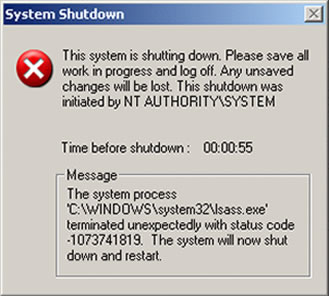 System Shutdown
This system is shutting down. Please save all
work in progress and log off. Any unsaved
changes will be lost. This shutdown was
initiated by NT AUTHORITY\SYSTEM
Time before shutdown : 00:00:55
Message
The system process
'C:\WINDOWS\system32\lsass.exe'
terminated unexpectedly with status code
-1073741819. The system will now shut
down and restart.